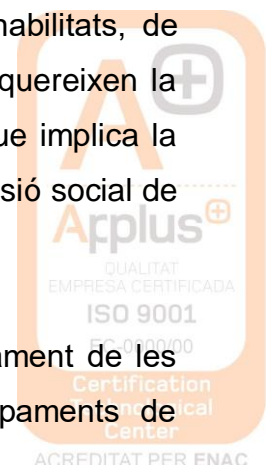 habilitats, de
quereixen la
ue implica la
sió social de
Applus+
QUALITAT
EMPRESA CERTIFICADA
ISO 9001
ament de les
EC-0000/00
Certification
paments de
Technological
Center
ACREDITAT PER ENAC